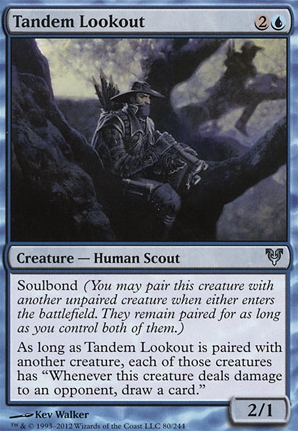 Tandem Lookout 2
Creature — Human Scout
Soulbond (You may pair this creature with
another unpaired creature when either enters
the battlefield. They remain paired for as long
as you control both of them.)
As long as Tandem Lookout is paired with
another creature, each of those creatures
has “Whenever this creature deals damage
to an opponent, draw a card.”
Kev Walker
2/1
™ & © 1993–2012 Wizards of the Coast LLC 80/244